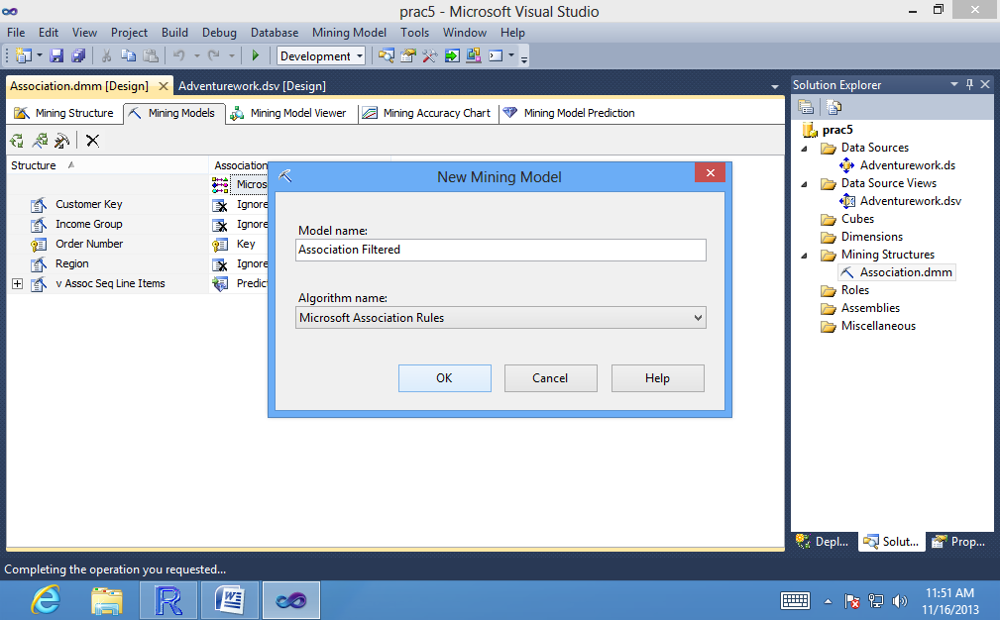 prac5 - Microsoft Visual Studio
File Edit View Project Build Debug Database Mining Model Tools Window Help
Development
Association.dmm [Design] Adventurework.dsv [Design]
Mining Structure Mining Models Mining Model Viewer Mining Accuracy Chart Mining Model Prediction
Structure Association
Micros
Customer Key Ignore
Income Group Ignore
Order Number Key
Region Ignore
v Assoc Seq Line Items Predic
New Mining Model
Model name:
Association Filtered
Algorithm name:
Microsoft Association Rules
OK Cancel Help
Solution Explorer
prac5
Data Sources
Adventurework.ds
Data Source Views
Adventurework.dsv
Cubes
Dimensions
Mining Structures
Association.dmm
Roles
Assemblies
Miscellaneous
Depl... Solut... Prop...
Completing the operation you requested...
11:51 AM
11/16/2013